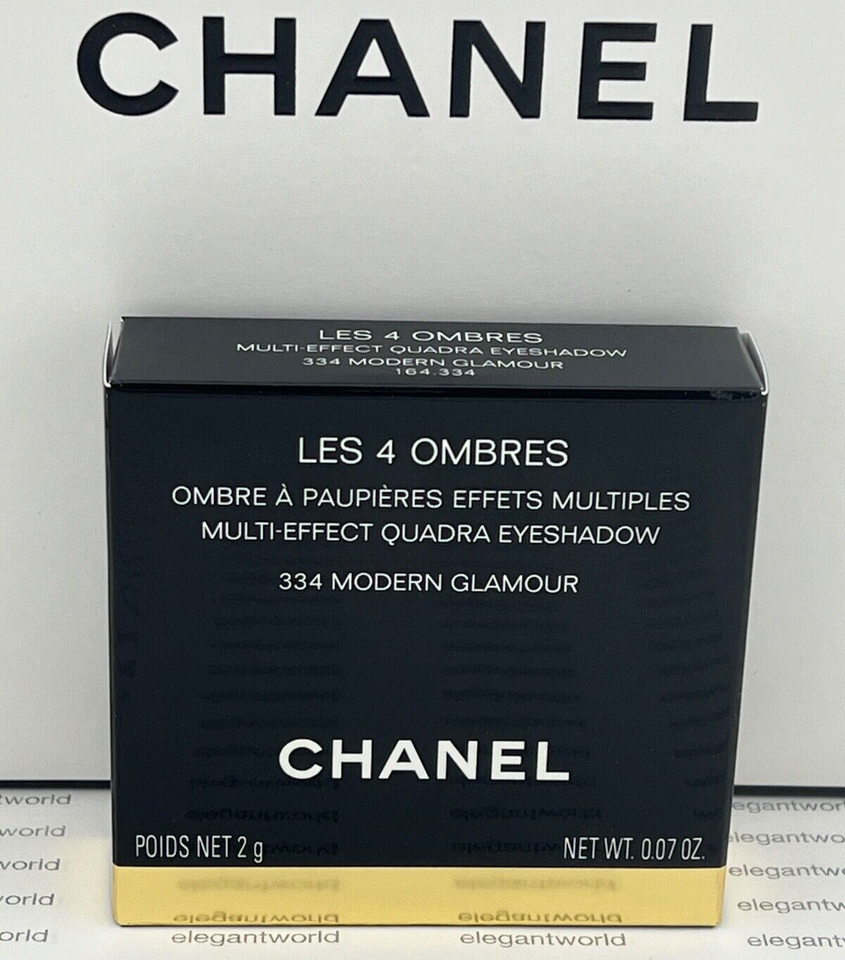 CHANEL
LES 4 OMBRES
MULTI-EFFECT QUADRA EYESHADOW
334 MODERN GLAMOUR
164.334
LES 4 OMBRES
OMBRE À PAUPIÈRES EFFETS MULTIPLES
MULTI-EFFECT QUADRA EYESHADOW
334 MODERN GLAMOUR
CHANEL
POIDS NET 2 g NET WT. 0.07 OZ.
elegantworld elegantworld elegantworld